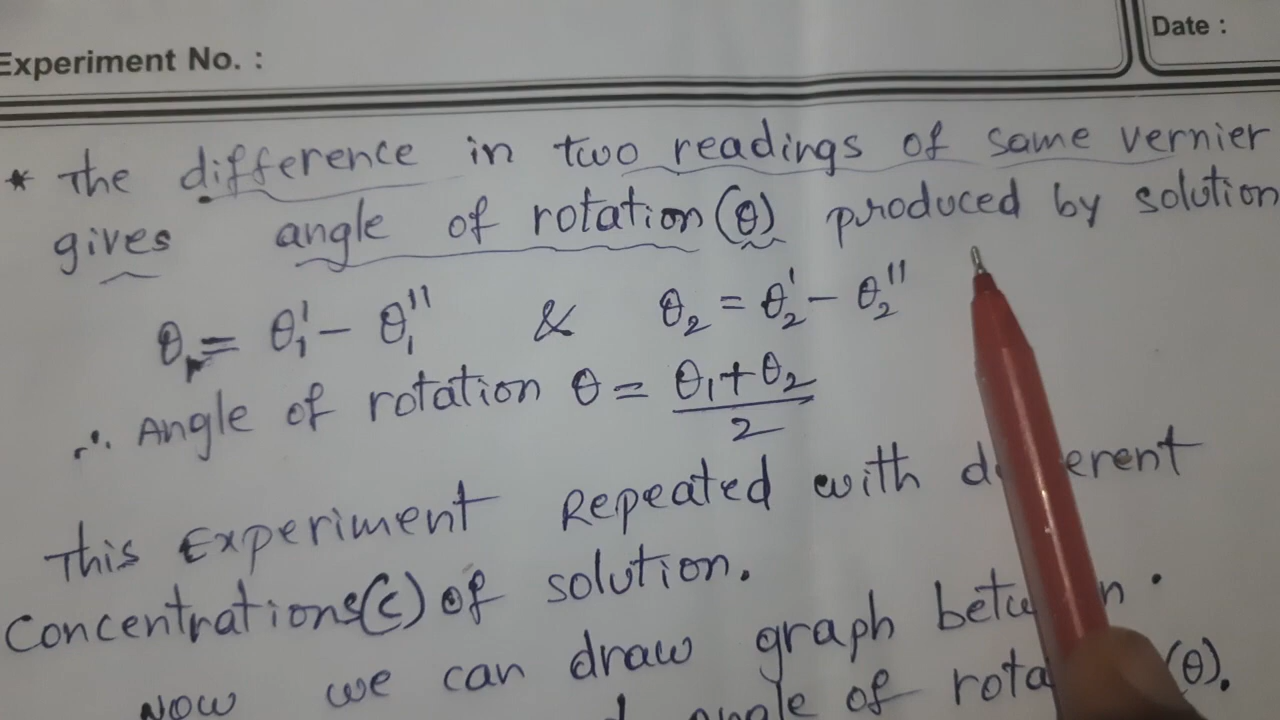 Experiment No. :
Date :
* The difference in two readings of same vernier
gives angle of rotation (θ) produced by solution
θ₁ = θ₁' - θ₁'' & θ₂ = θ₂' - θ₂''
∴ Angle of rotation θ = θ₁+θ₂ / 2
This Experiment Repeated with
Concentrations(c) of solution.
Now we can draw graph
angle of (θ).